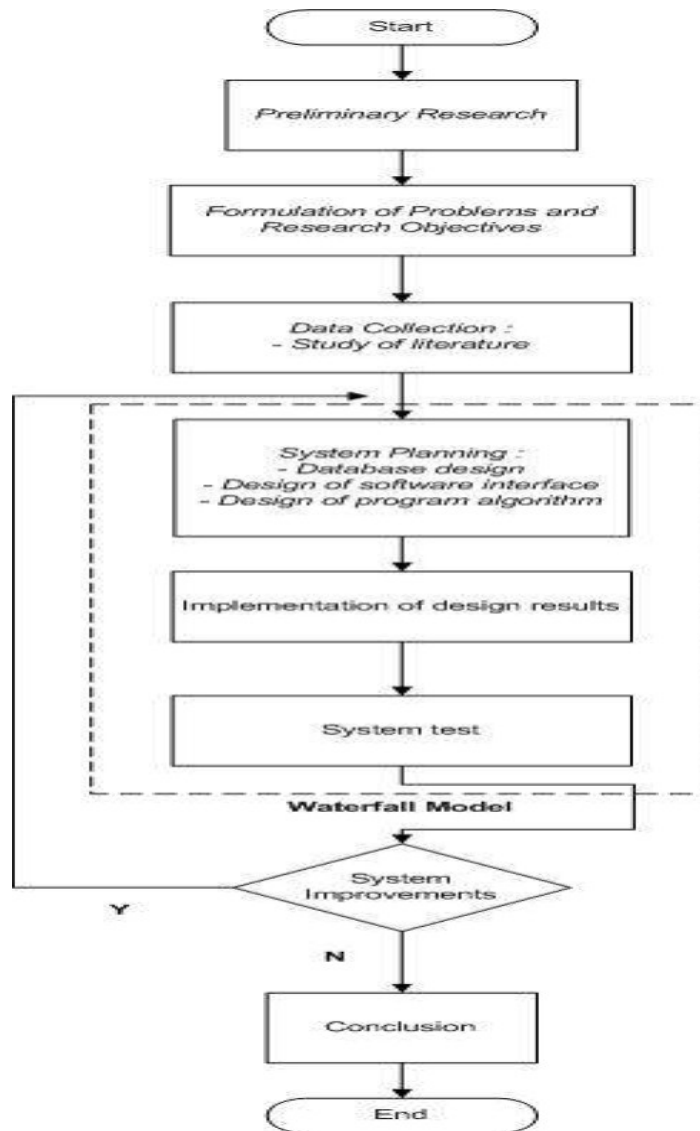 Start
Preliminary Research
Formulation of Problems and
Research Objectives
Data Collection :
- Study of literature
System Planning :
- Database design
- Design of software interface
- Design of program algorithm
Implementation of design results
System test
Waterfall Model
System
Improvements
Y
N
Conclusion
End